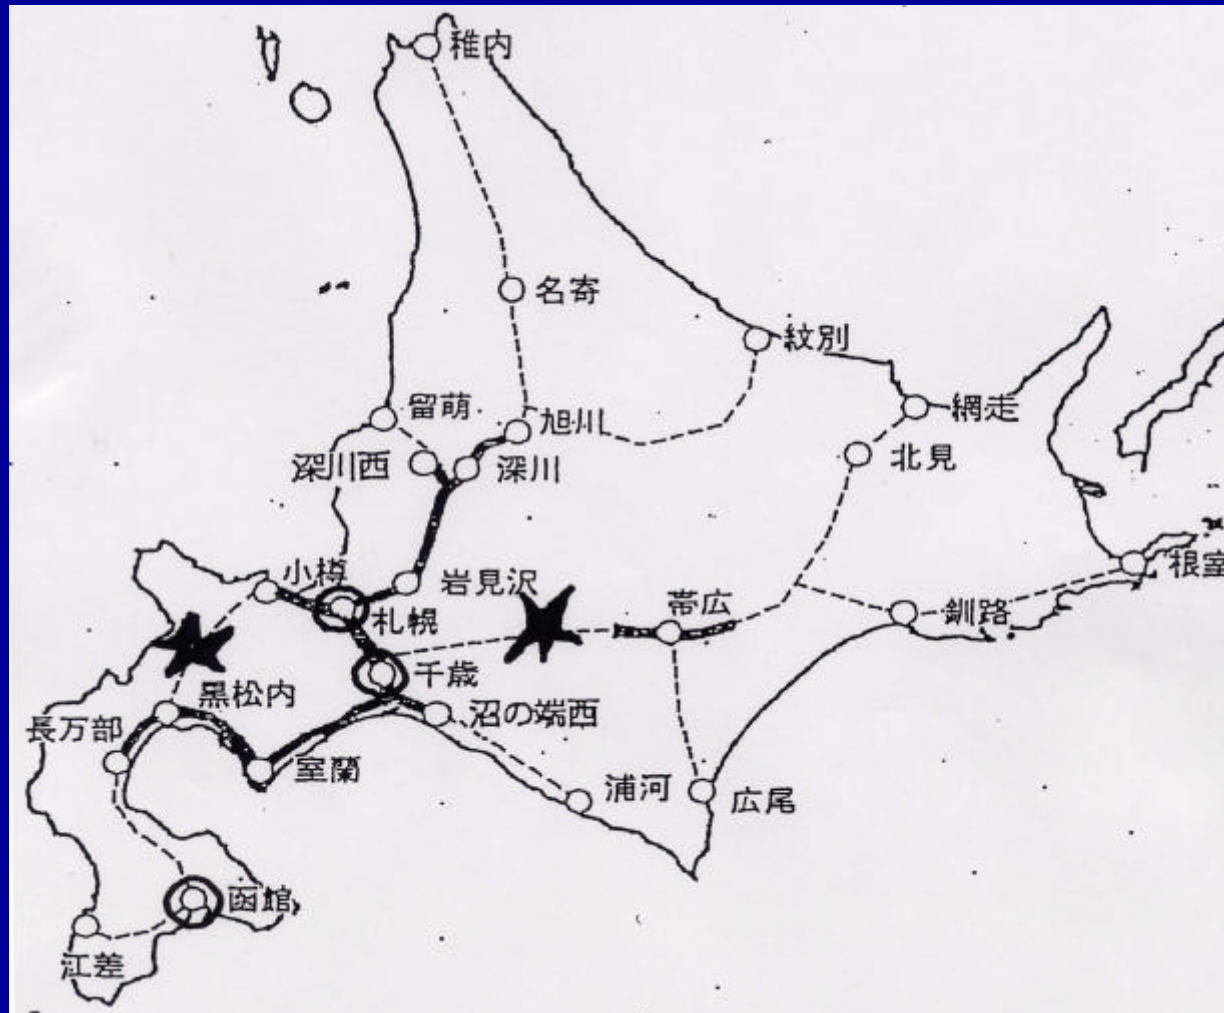 稚内
名寄
紋別
留萌
旭川
網走
深川西
深川
北見
小樽
岩見沢
札幌
帯広
釧路
根室
千歳
黒松内
沼の端西
長万部
室蘭
浦河
広尾
函館
江差